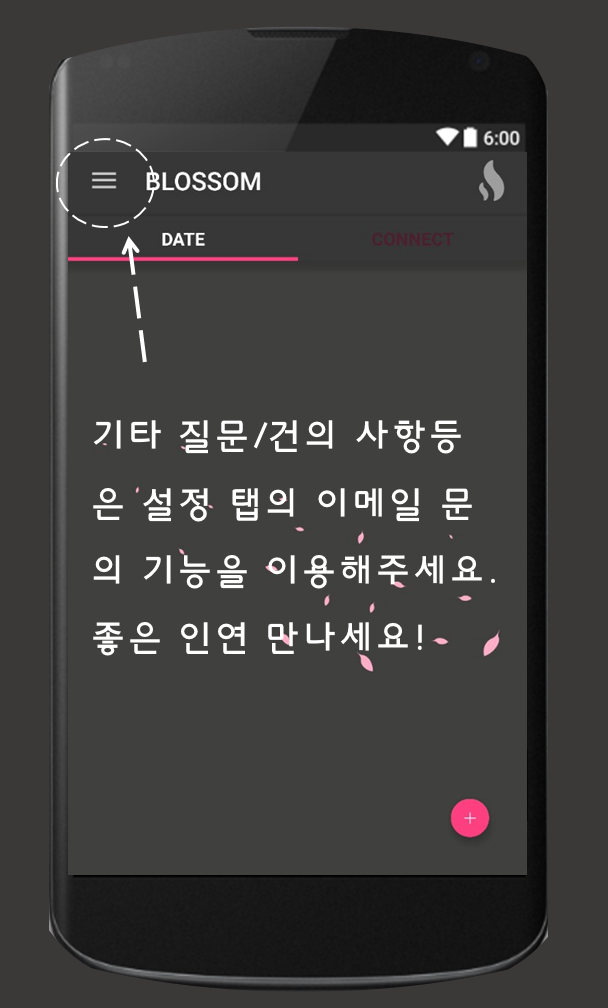 6:00
BLOSSOM
DATE
CONNECT
기타 질문/건의 사항등
은 설정 탭의 이메일 문
의 기능을 이용해주세요.
좋은 인연 만나세요!
+